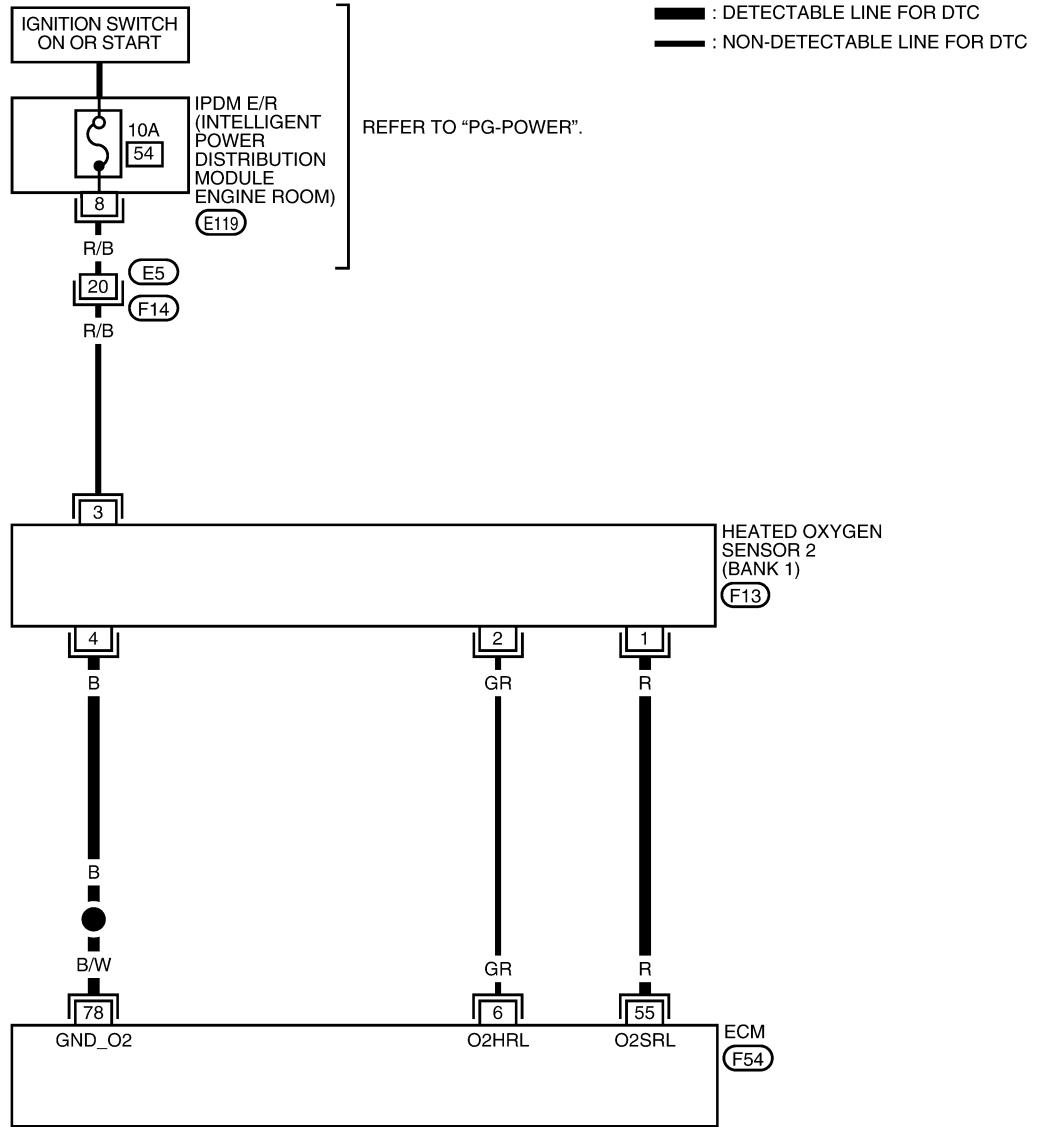 IGNITION SWITCH
ON OR START
: DETECTABLE LINE FOR DTC
: NON-DETECTABLE LINE FOR DTC
10A
54
IPDM E/R
(INTELLIGENT
POWER
DISTRIBUTION
MODULE
ENGINE ROOM)
E119
REFER TO “PG-POWER”.
8
R/B
20
E5
F14
R/B
3
HEATED OXYGEN
SENSOR 2
(BANK 1)
F13
4
2
1
B
GR
R
B
B/W
GR
R
78
6
55
GND_O2
O2HRL
O2SRL
ECM
F54